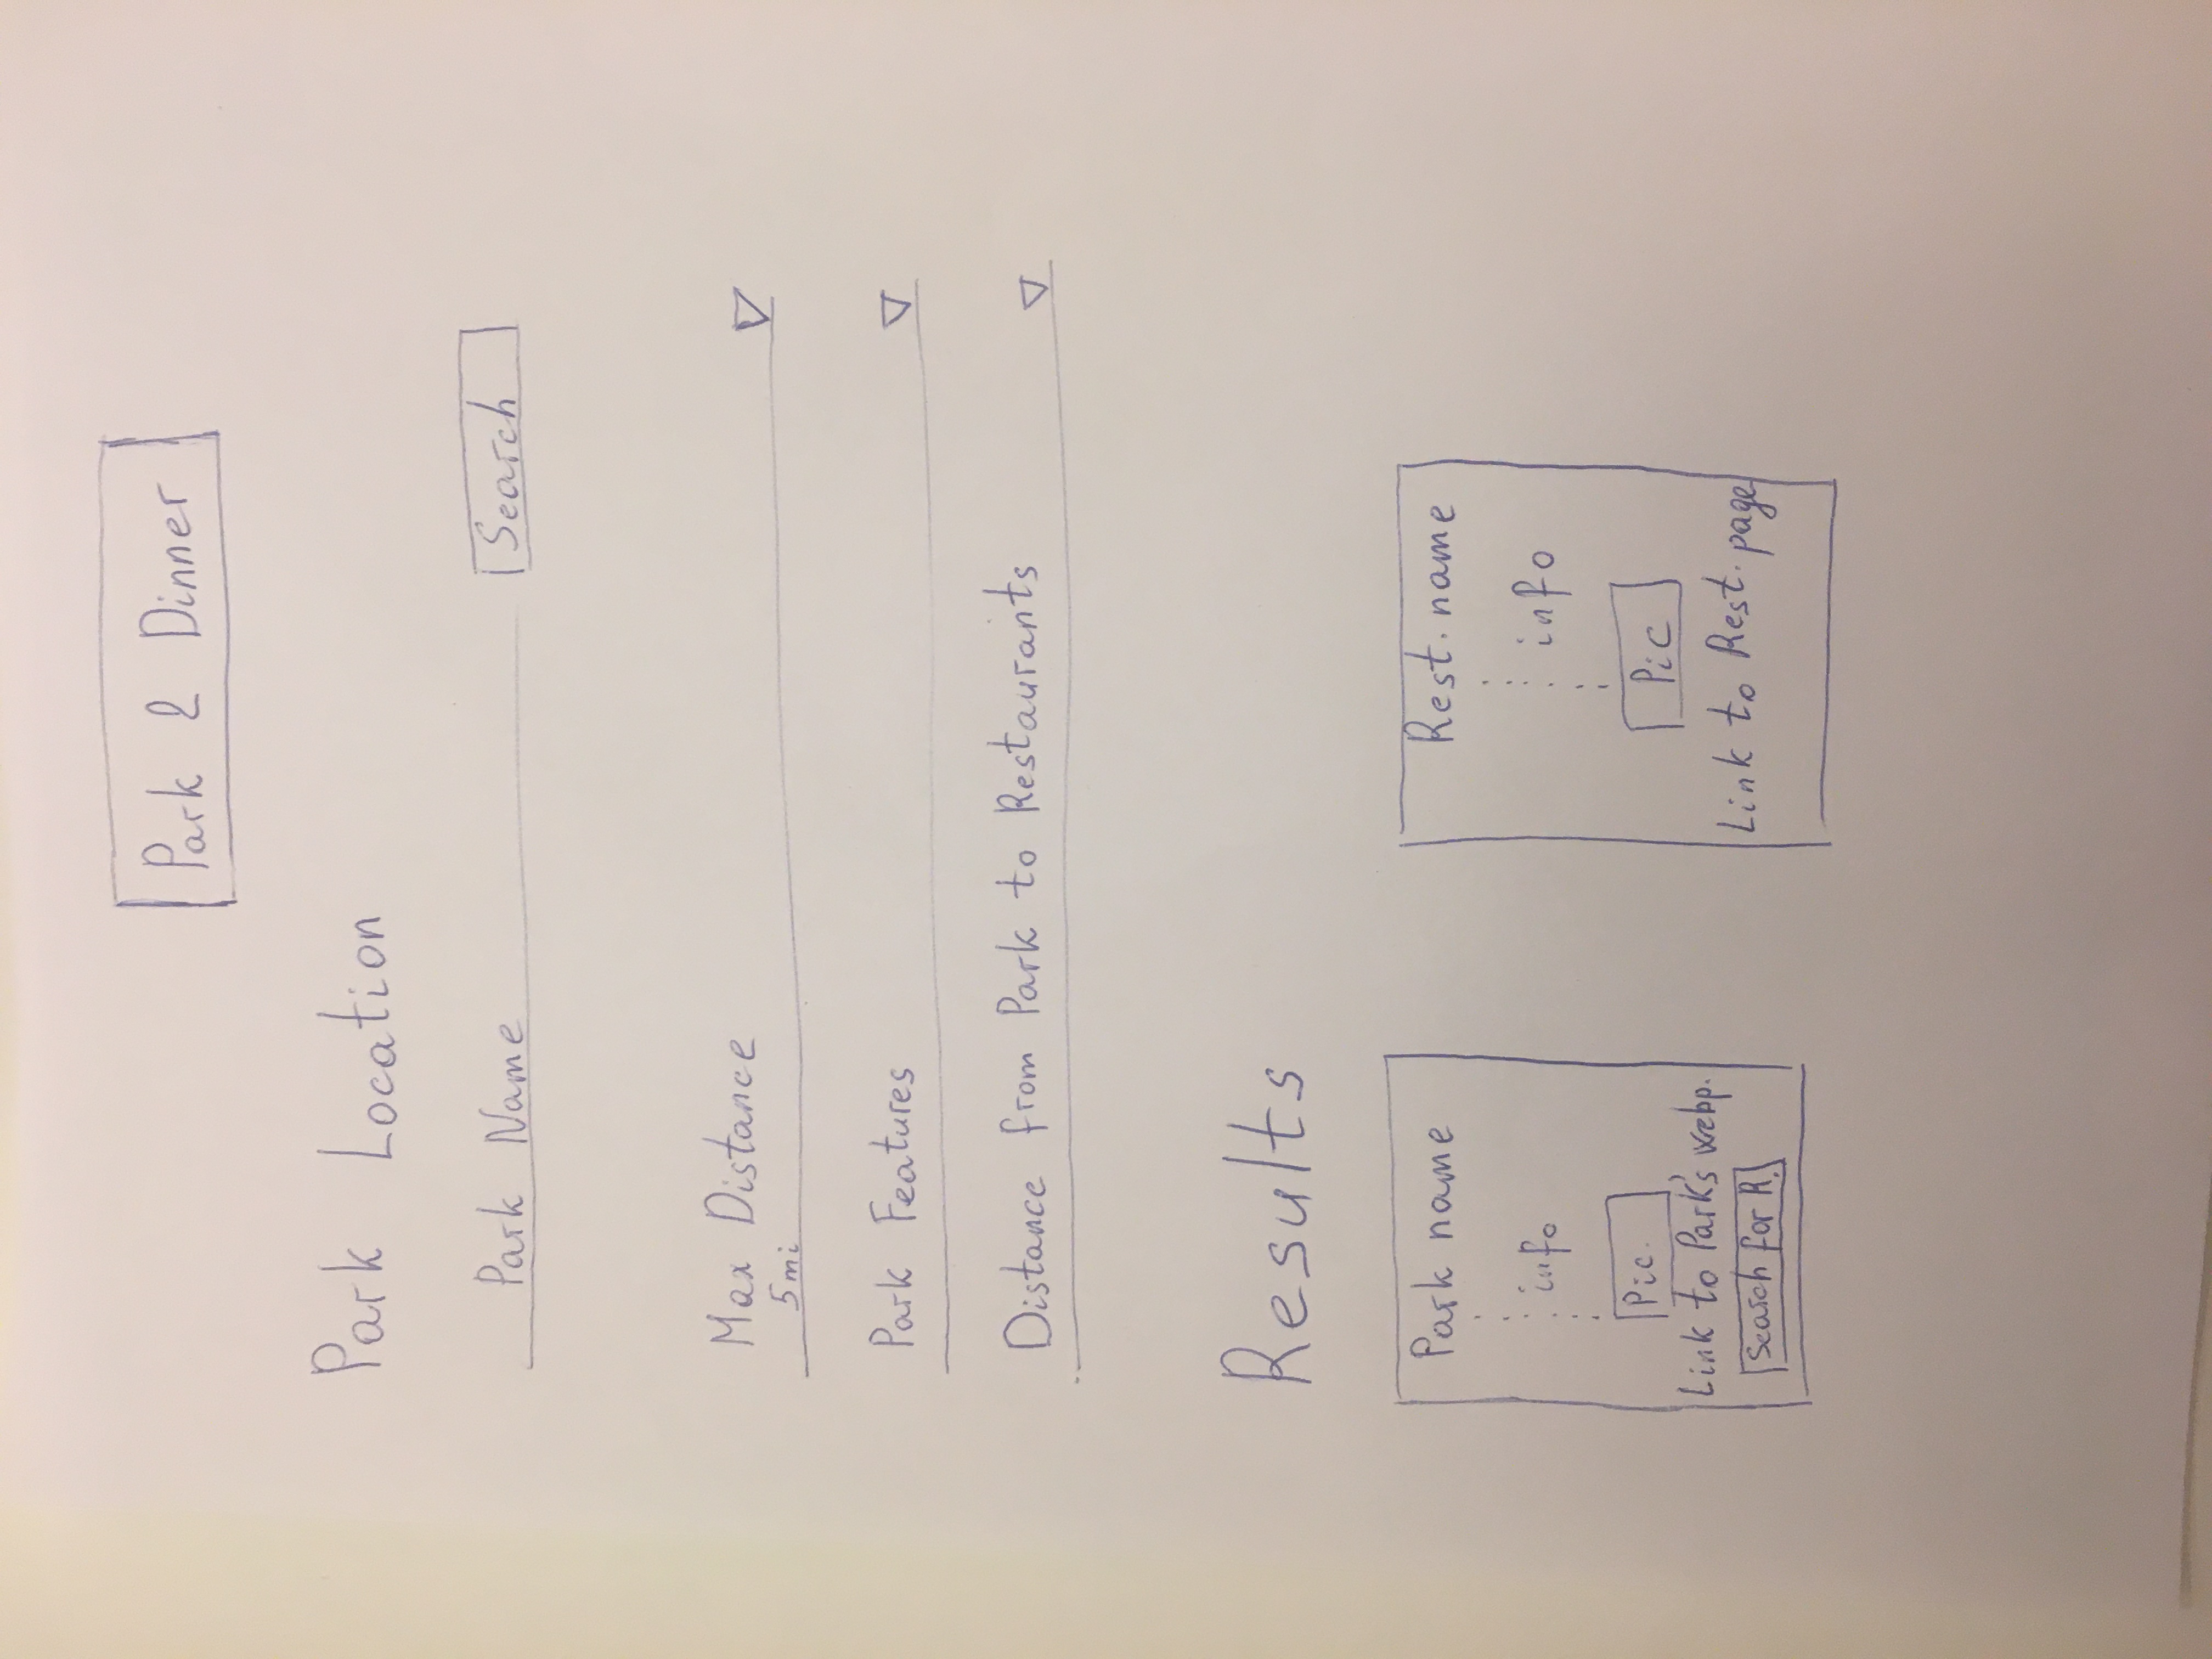 Park & Dinner
Park Location
Park Name
Search
Max Distance
5mi
Park Features
Distance from Park to Restaurants
Results
Park name
info
Pic.
Link to Park's webp.
Search for R.
Rest. name
info
Pic
Link to Rest. page